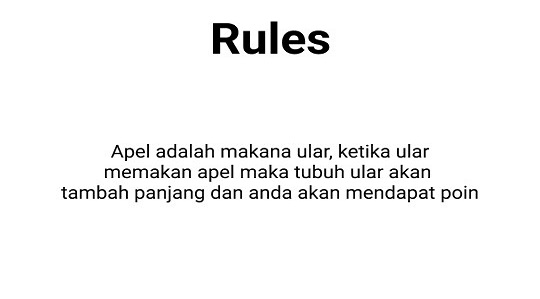 Rules
Apel adalah makana ular, ketika ular
memakan apel maka tubuh ular akan
tambah panjang dan anda akan mendapat poin